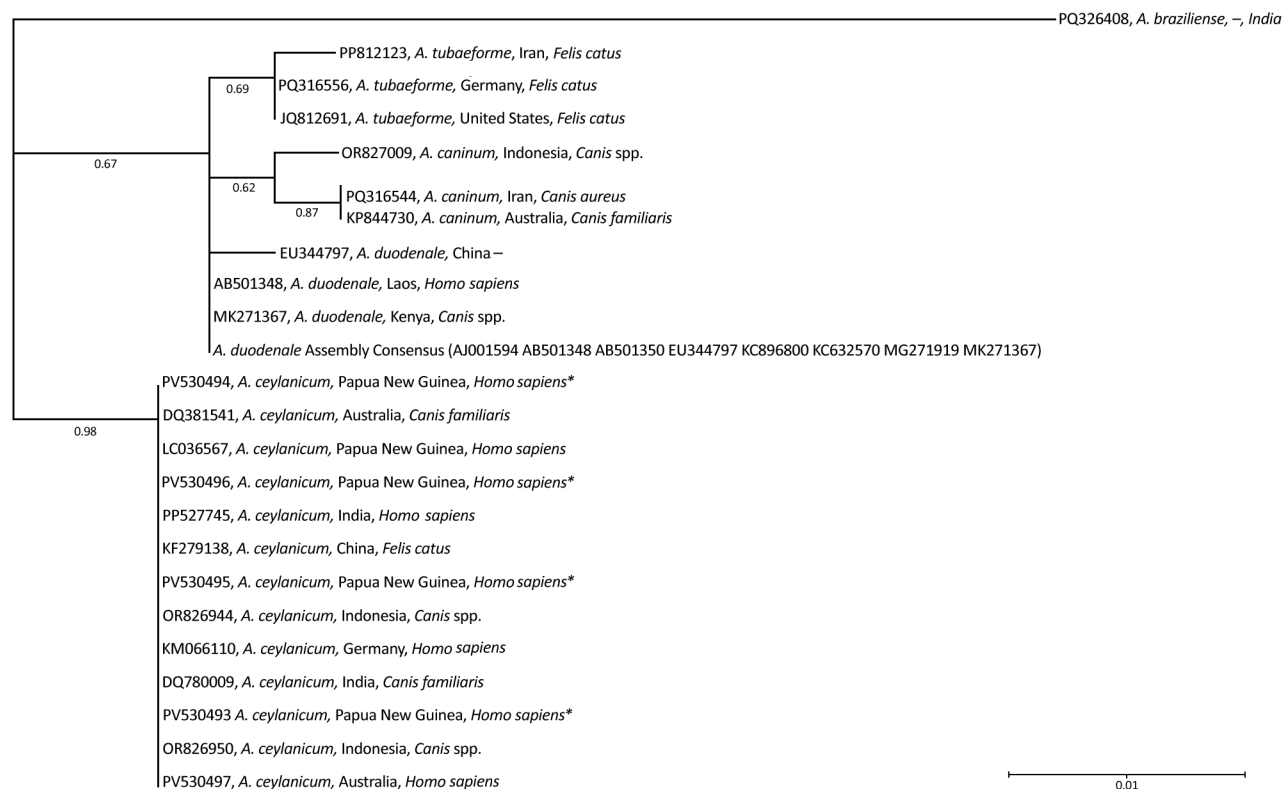 PQ326408, A. braziliense, –, India
PP812123, A. tubaeforme, Iran, Felis catus
0.69
PQ316556, A. tubaeforme, Germany, Felis catus
JQ812691, A. tubaeforme, United States, Felis catus
0.67
OR827009, A. caninum, Indonesia, Canis spp.
0.62
PQ316544, A. caninum, Iran, Canis aureus
0.87
KP844730, A. caninum, Australia, Canis familiaris
EU344797, A. duodenale, China –
AB501348, A. duodenale, Laos, Homo sapiens
MK271367, A. duodenale, Kenya, Canis spp.
A. duodenale Assembly Consensus (AJ001594 AB501348 AB501350 EU344797 KC896800 KC632570 MG271919 MK271367)
PV530494, A. ceylanicum, Papua New Guinea, Homo sapiens*
DQ381541, A. ceylanicum, Australia, Canis familiaris
0.98
LC036567, A. ceylanicum, Papua New Guinea, Homo sapiens
PV530496, A. ceylanicum, Papua New Guinea, Homo sapiens*
PP527745, A. ceylanicum, India, Homo sapiens
KF279138, A. ceylanicum, China, Felis catus
PV530495, A. ceylanicum, Papua New Guinea, Homo sapiens*
OR826944, A. ceylanicum, Indonesia, Canis spp.
KM066110, A. ceylanicum, Germany, Homo sapiens
DQ780009, A. ceylanicum, India, Canis familiaris
PV530493 A. ceylanicum, Papua New Guinea, Homo sapiens*
OR826950, A. ceylanicum, Indonesia, Canis spp.
PV530497, A. ceylanicum, Australia, Homo sapiens
0.01